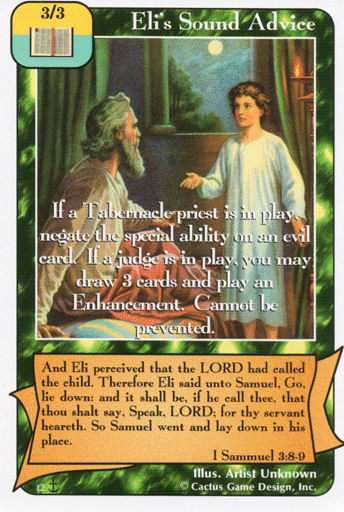 3/3
Eli's Sound Advice
If a Tabernacle priest is in play,
negate the special ability on an evil
card. If a judge is in play, you may
draw 3 cards and play an
Enhancement. Cannot be
prevented.
And Eli perceived that the LORD had called
the child. Therefore Eli said unto Samuel, Go,
lie down: and it shall be, if he call thee, that
thou shalt say, Speak, LORD; for thy servant
heareth. So Samuel went and lay down in his
place.
I Sammuel 3:8-9
Illus. Artist Unknown
12
© Cactus Game Design, Inc.